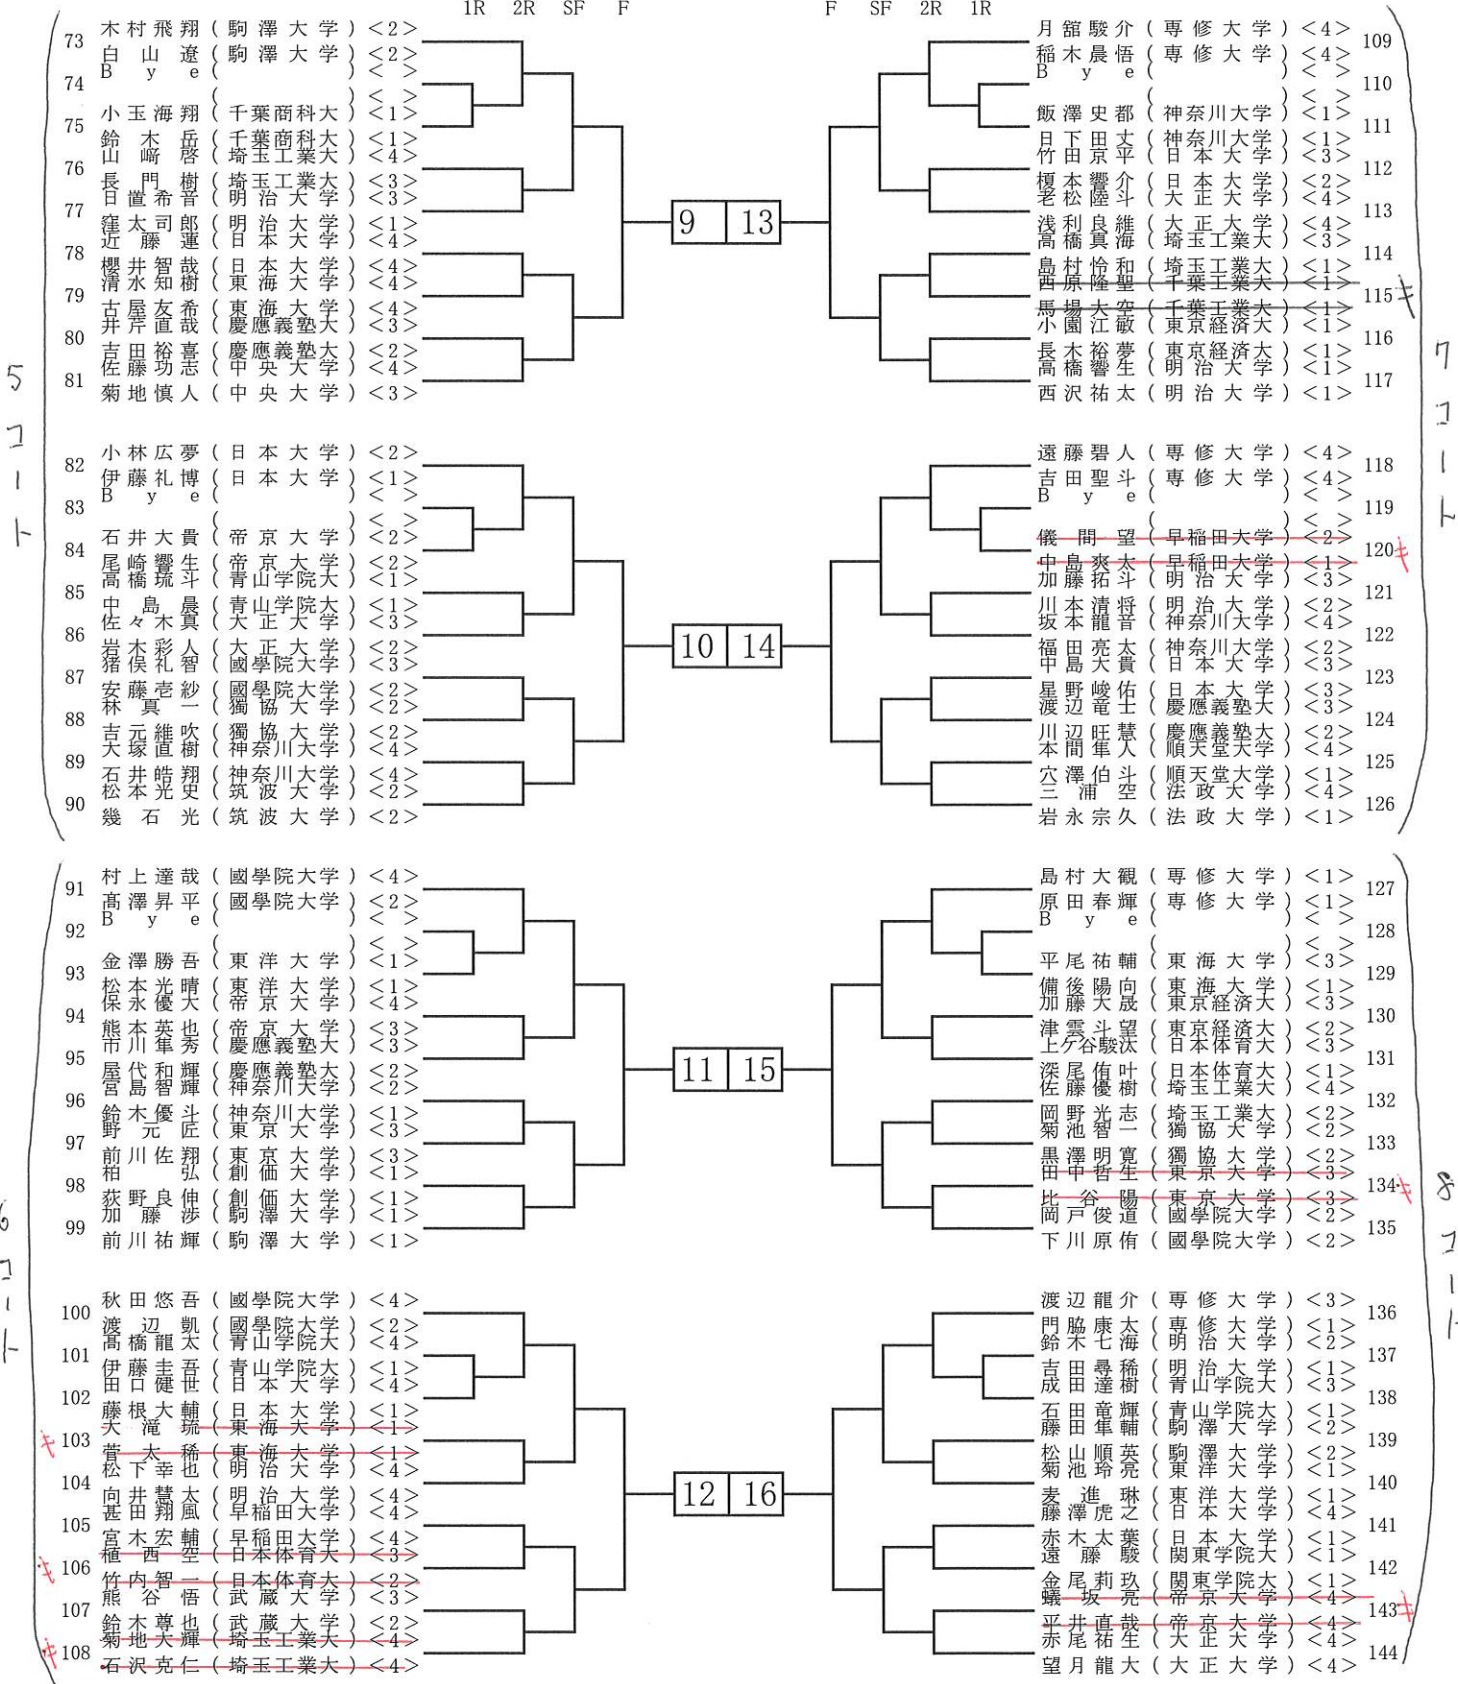 1R 2R SF F
F SF 2R 1R
5コート
73
木村飛翔(駒澤大学)<2>
白山遼(駒澤大学)<2>
74
Bye( )< >
( )< >
75
小玉海翔(千葉商科大)<1>
鈴木岳(千葉商科大)<1>
76
山﨑啓(埼玉工業大)<4>
長門樹(埼玉工業大)<3>
77
日置希音(明治大学)<3>
窪太司郎(明治大学)<1>
78
近藤蓮(日本大学)<4>
櫻井智哉(日本大学)<4>
79
清水知樹(東海大学)<4>
古屋友希(東海大学)<4>
80
井芹直哉(慶應義塾大)<3>
吉田裕喜(慶應義塾大)<2>
81
佐藤功志(中央大学)<4>
菊地慎人(中央大学)<3>
9
82
小林広夢(日本大学)<2>
伊藤礼博(日本大学)<1>
83
Bye( )< >
( )< >
84
石井大貴(帝京大学)<2>
尾崎響生(帝京大学)<2>
85
高橋琉斗(青山学院大)<1>
中島晨(青山学院大)<1>
86
佐々木真(大正大学)<3>
岩木彩人(大正大学)<2>
87
猪俣礼智(國學院大学)<3>
安藤壱紗(國學院大学)<2>
88
林真一(獨協大学)<2>
吉元維吹(獨協大学)<2>
89
大塚直樹(神奈川大学)<4>
石井皓翔(神奈川大学)<4>
90
松本光史(筑波大学)<2>
幾石光(筑波大学)<2>
10
6コート
91
村上達哉(國學院大学)<4>
髙澤昇平(國學院大学)<2>
92
Bye( )< >
( )< >
93
金澤勝吾(東洋大学)<1>
松本光晴(東洋大学)<1>
94
保永優大(帝京大学)<4>
熊本英也(帝京大学)<3>
95
市川隼秀(慶應義塾大)<3>
屋代和輝(慶應義塾大)<2>
96
宮島智輝(神奈川大学)<2>
鈴木優斗(神奈川大学)<1>
97
野元匠(東京大学)<3>
前川佐翔(東京大学)<3>
98
柏弘(創価大学)<1>
荻野良伸(創価大学)<1>
99
加藤渉(駒澤大学)<1>
前川祐輝(駒澤大学)<1>
11
100
秋田悠吾(國學院大学)<4>
渡辺凱(國學院大学)<2>
101
髙橋龍太(青山学院大)<4>
伊藤圭吾(青山学院大)<1>
102
田口健世(日本大学)<4>
藤根大輔(日本大学)<1>
103
大滝琉(東海大学)<1>
菅太稀(東海大学)<1>
キ
104
松下幸也(明治大学)<4>
向井慧太(明治大学)<4>
105
甚田翔風(早稲田大学)<4>
宮木宏輔(早稲田大学)<4>
106
植西空(日本体育大)<3>
竹内智一(日本体育大)<2>
キ
107
熊谷悟(武蔵大学)<3>
鈴木尊也(武蔵大学)<2>
108
菊地大輝(埼玉工業大)<4>
石沢克仁(埼玉工業大)<4>
キ
12
7コート
109
月舘駿介(専修大学)<4>
稲木晨悟(専修大学)<4>
110
Bye( )< >
( )< >
111
飯澤史都(神奈川大学)<1>
日下田丈(神奈川大学)<1>
112
竹田京平(日本大学)<3>
榎本響介(日本大学)<2>
113
老松陸斗(大正大学)<4>
浅利良維(大正大学)<4>
114
高橋真海(埼玉工業大)<3>
島村怜和(埼玉工業大)<1>
115
西原隆聖(千葉工業大)<1>
馬場大空(千葉工業大)<1>
キ
116
小園江敏(東京経済大)<1>
長木裕夢(東京経済大)<1>
117
高橋響生(明治大学)<1>
西沢祐太(明治大学)<1>
13
118
遠藤碧人(専修大学)<4>
吉田聖斗(専修大学)<4>
119
Bye( )< >
( )< >
120
儀間望(早稲田大学)<2>
中島爽太(早稲田大学)<1>
キ
121
加藤拓斗(明治大学)<3>
川本清将(明治大学)<2>
122
坂本龍音(神奈川大学)<4>
福田亮太(神奈川大学)<2>
123
中島大貴(日本大学)<3>
星野峻佑(日本大学)<3>
124
渡辺竜士(慶應義塾大)<3>
川辺旺慧(慶應義塾大)<2>
125
本間隼人(順天堂大学)<4>
穴澤伯斗(順天堂大学)<1>
126
三浦空(法政大学)<4>
岩永宗久(法政大学)<1>
14
8コート
127
島村大観(専修大学)<1>
原田春輝(専修大学)<1>
128
Bye( )< >
( )< >
129
平尾祐輔(東海大学)<3>
備後陽向(東海大学)<1>
130
加藤大晟(東京経済大)<3>
津雲斗望(東京経済大)<2>
131
上ケ谷駿汰(日本体育大)<3>
深尾侑叶(日本体育大)<1>
132
佐藤優樹(埼玉工業大)<4>
岡野光志(埼玉工業大)<2>
133
菊池智一(獨協大学)<2>
黒澤明寛(獨協大学)<2>
134
田中哲生(東京大学)<3>
比谷陽(東京大学)<3>
キ
135
岡戸俊道(國學院大学)<2>
下川原侑(國學院大学)<2>
15
136
渡辺龍介(専修大学)<3>
門脇康太(専修大学)<1>
137
鈴木七海(明治大学)<2>
吉田尋稀(明治大学)<1>
138
成田達樹(青山学院大)<3>
石田竜輝(青山学院大)<1>
139
藤田隼輔(駒澤大学)<2>
松山順英(駒澤大学)<2>
140
菊池玲亮(東洋大学)<1>
麦進琳(東洋大学)<1>
141
藤澤虎之(日本大学)<4>
赤木太葉(日本大学)<1>
142
遠藤駿(関東学院大)<1>
金尾莉玖(関東学院大)<1>
143
蟻坂亮(帝京大学)<4>
平井直哉(帝京大学)<4>
キ
144
赤尾祐生(大正大学)<4>
望月龍大(大正大学)<4>
16